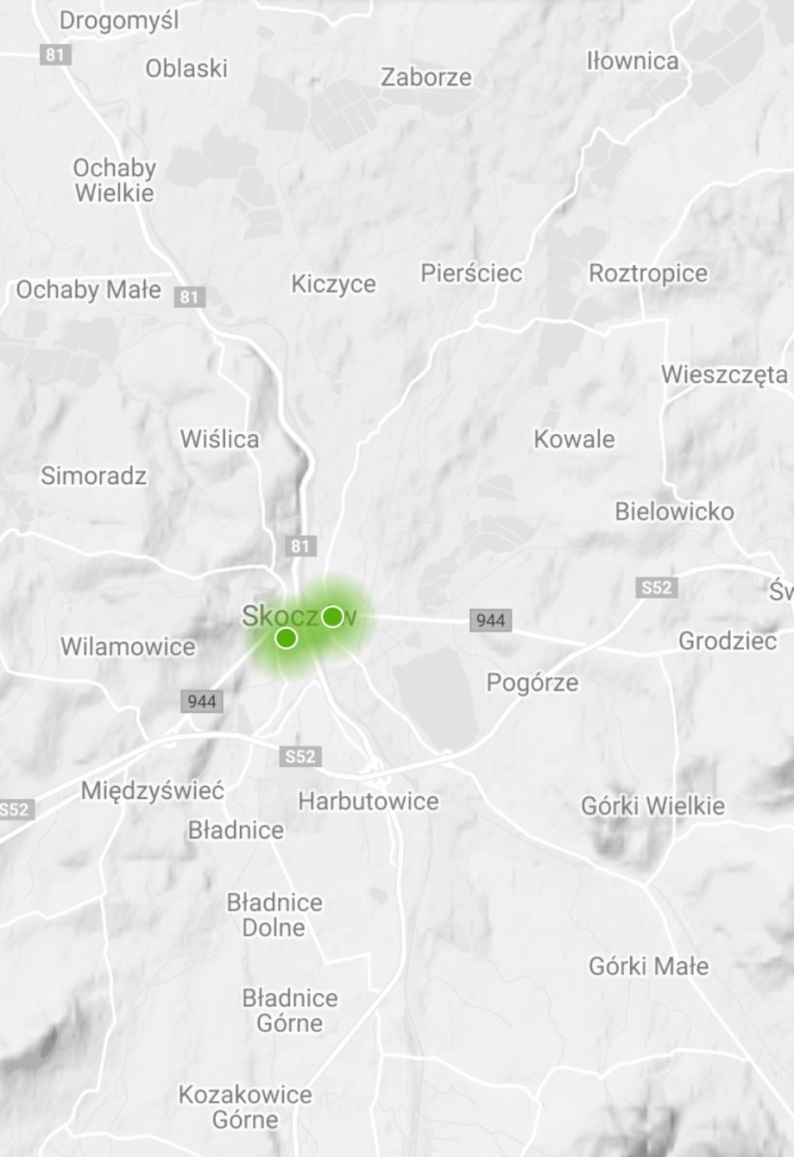 Drogomyśl
81
Oblaski
Zaborze
Iłownica
Ochaby
Wielkie
Ochaby Małe
81
Kiczyce
Pierściec
Roztropice
Wieszczęta
Wiślica
Kowale
Simoradz
Bielowicko
81
S52
Św
Skoczów
944
Wilamowice
Grodziec
Pogórze
944
S52
Międzyświeć
S52
Harbutowice
Górki Wielkie
Bładnice
Bładnice
Dolne
Górki Małe
Bładnice
Górne
Kozakowice
Górne